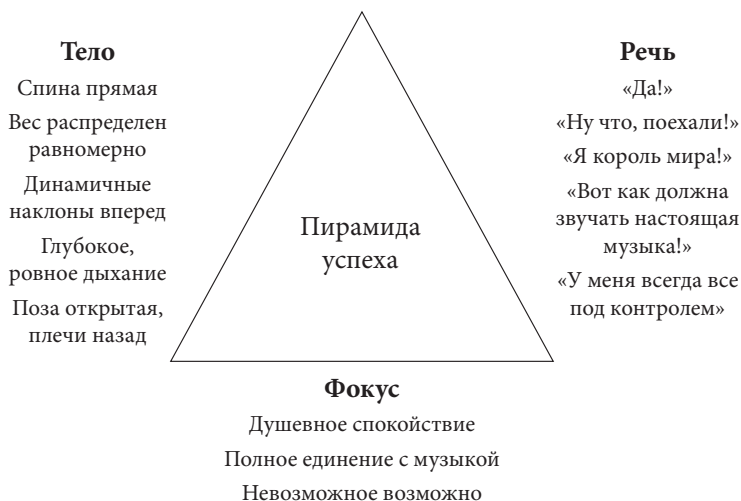 Тело
Спина прямая
Вес распределен
равномерно
Динамичные
наклоны вперед
Глубокое,
ровное дыхание
Поза открытая,
плечи назад
Пирамида
успеха
Речь
«Да!»
«Ну что, поехали!»
«Я король мира!»
«Вот как должна
звучать настоящая
музыка!»
«У меня всегда все
под контролем»
Фокус
Душевное спокойствие
Полное единение с музыкой
Невозможное возможно